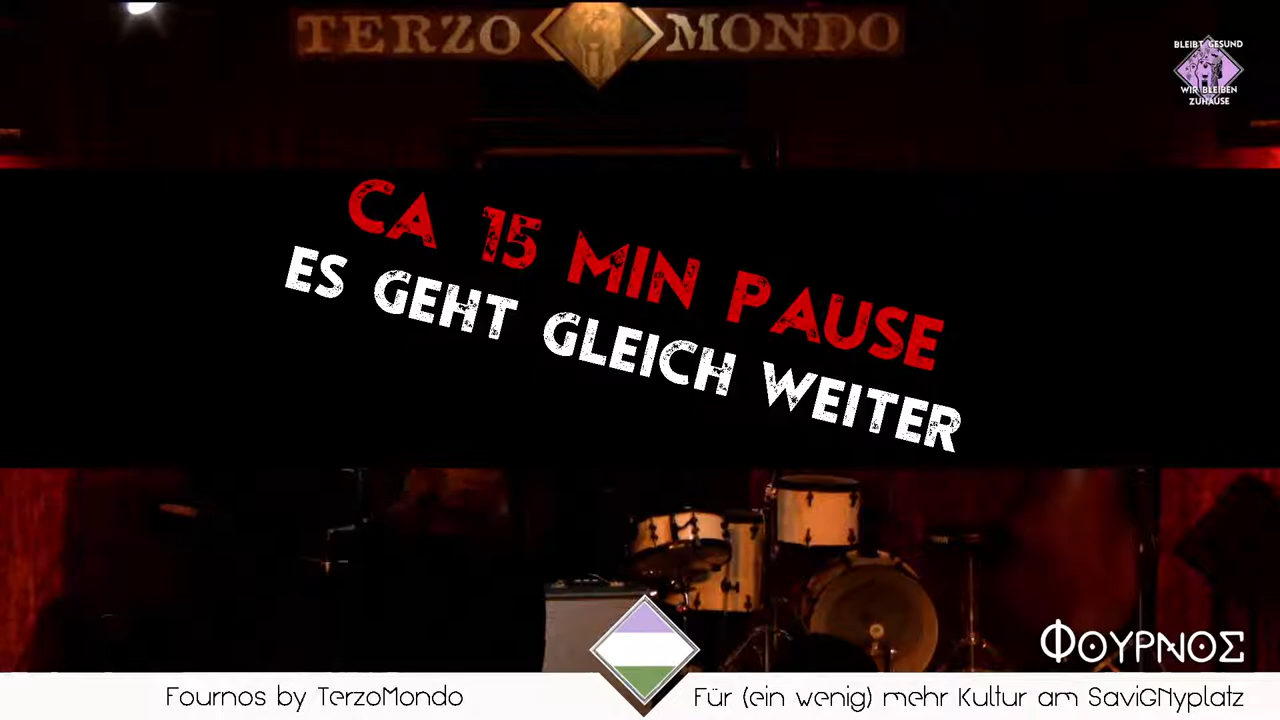 TERZO MONDO
BLEIBT GESUND
WIR BLEIBEN
ZUHAUSE
CA 15 MIN PAUSE
ES GEHT GLEICH WEITER
ΦΟΥΡΝΟΣ
Fournos by TerzoMondo
Für (ein wenig) mehr Kultur am SaviGNyplatz